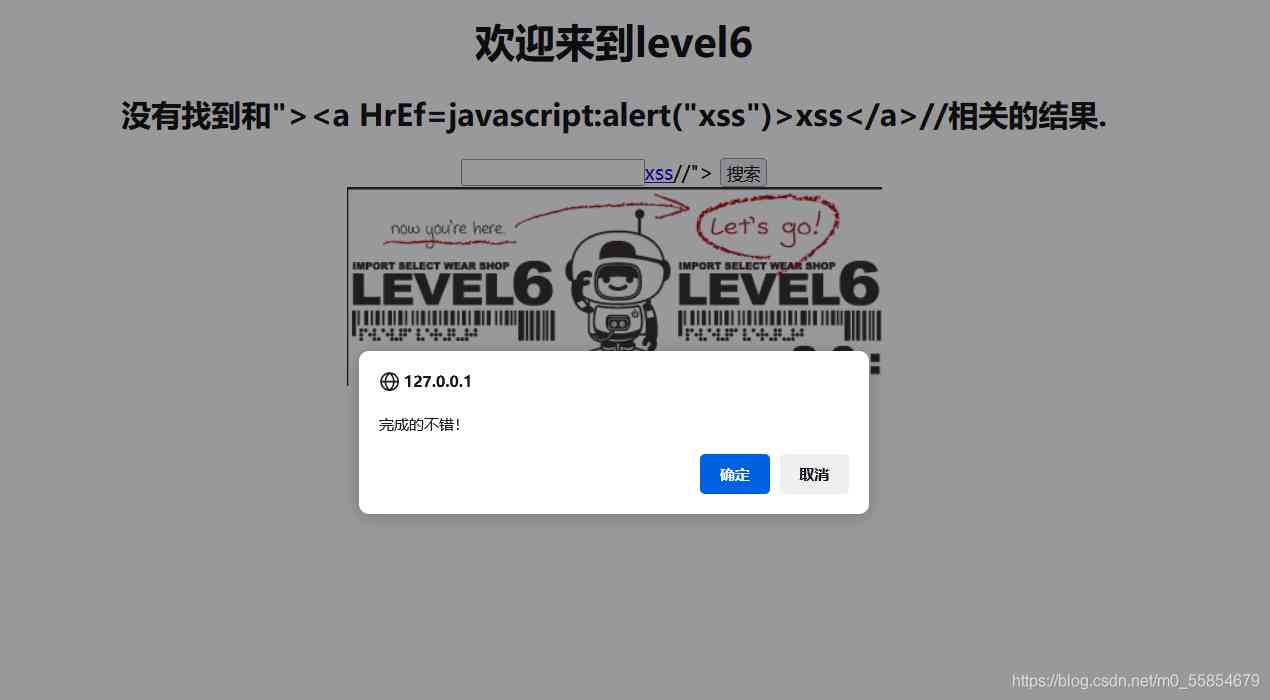 欢迎来到level6
没有找到和"><a HrEf=javascript:alert("xss")>xss</a>//相关的结果.
xss//"> 搜索
now you're here. Let's go!
IMPORT SELECT WEAR SHOP IMPORT SELECT WEAR SHOP
LEVEL6 LEVEL6
127.0.0.1
完成的不错！
确定 取消
https://blog.csdn.net/m0_55854679